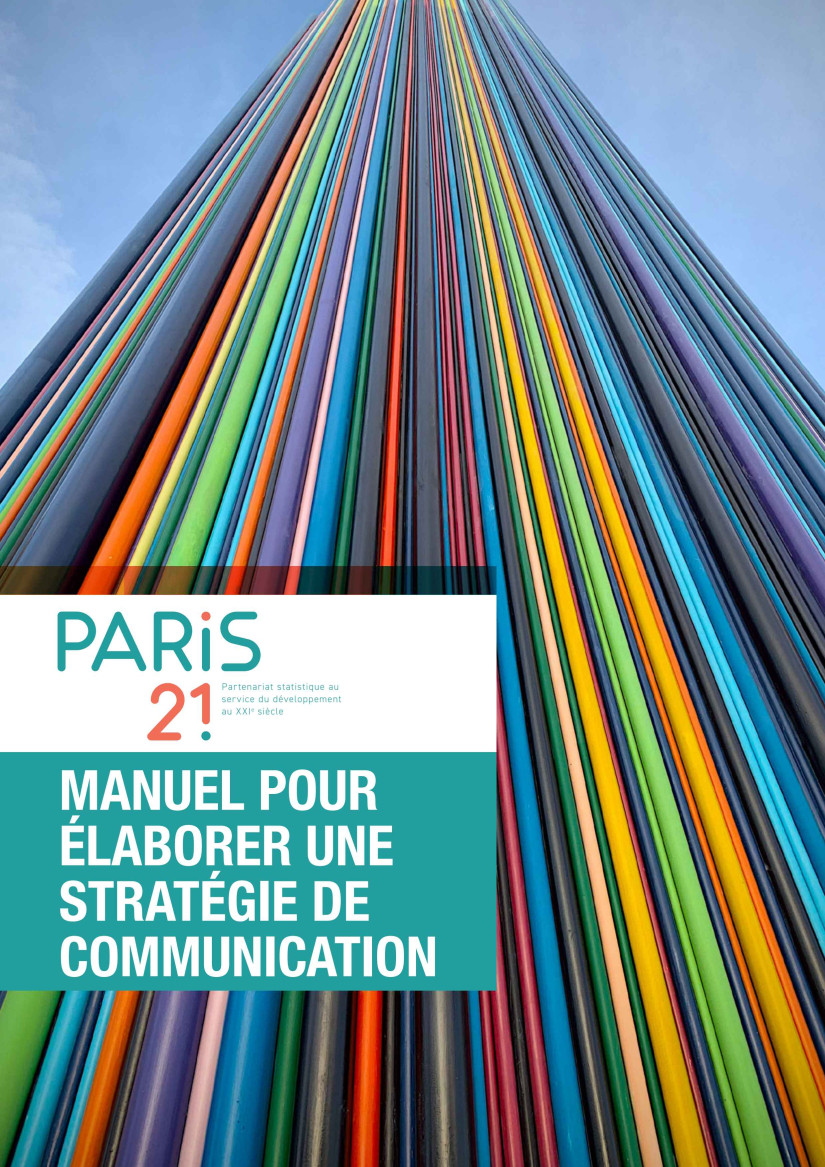 PARiS
21
Partenariat statistique au
service du développement
au XXIᵉ siècle
MANUEL POUR
ÉLABORER UNE
STRATÉGIE DE
COMMUNICATION